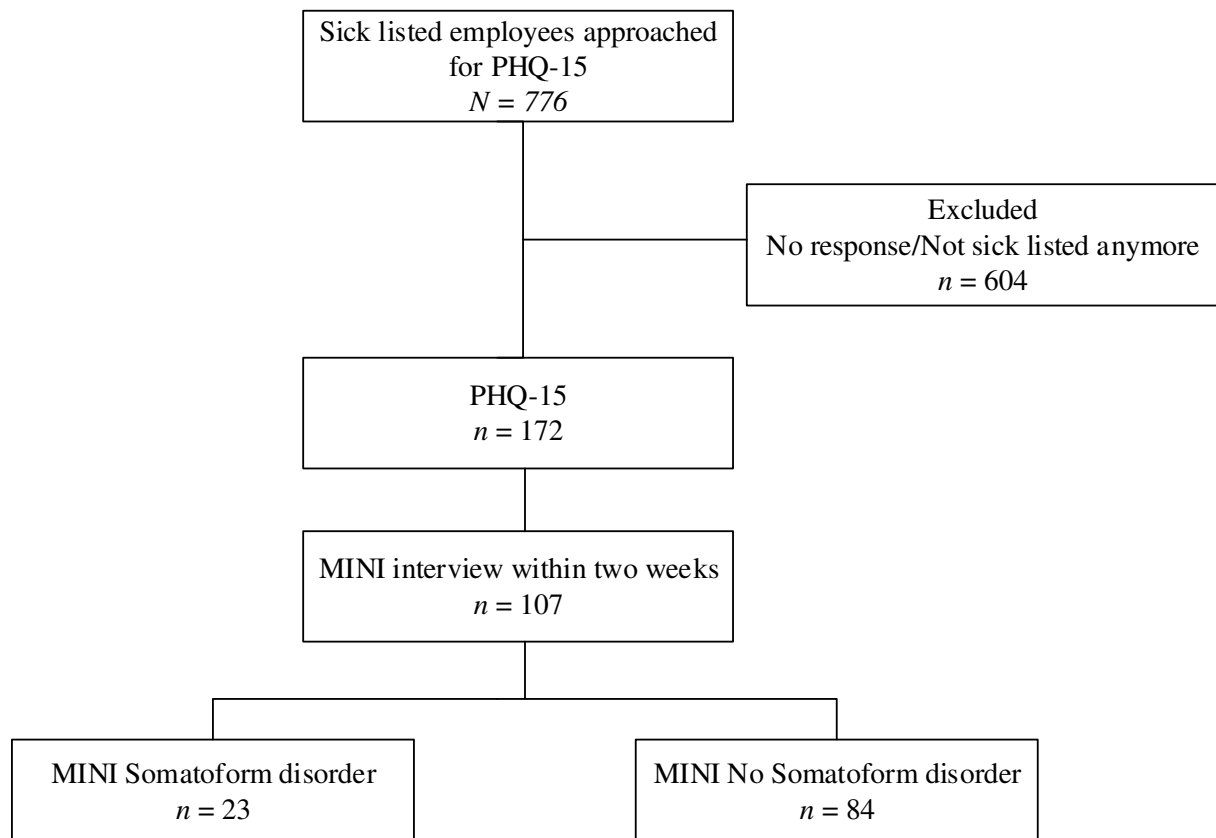 Sick listed employees approached
for PHQ-15
N = 776
Excluded
No response/Not sick listed anymore
n = 604
PHQ-15
n = 172
MINI interview within two weeks
n = 107
MINI Somatoform disorder
n = 23
MINI No Somatoform disorder
n = 84